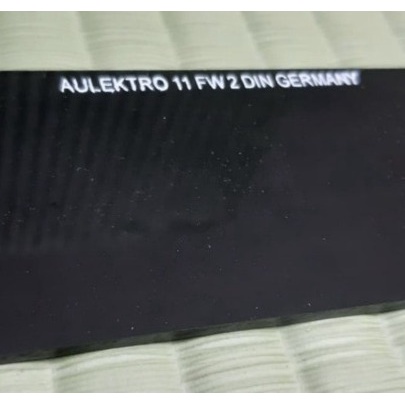 AULEKTRO 11 FW 2 DIN GERMANY